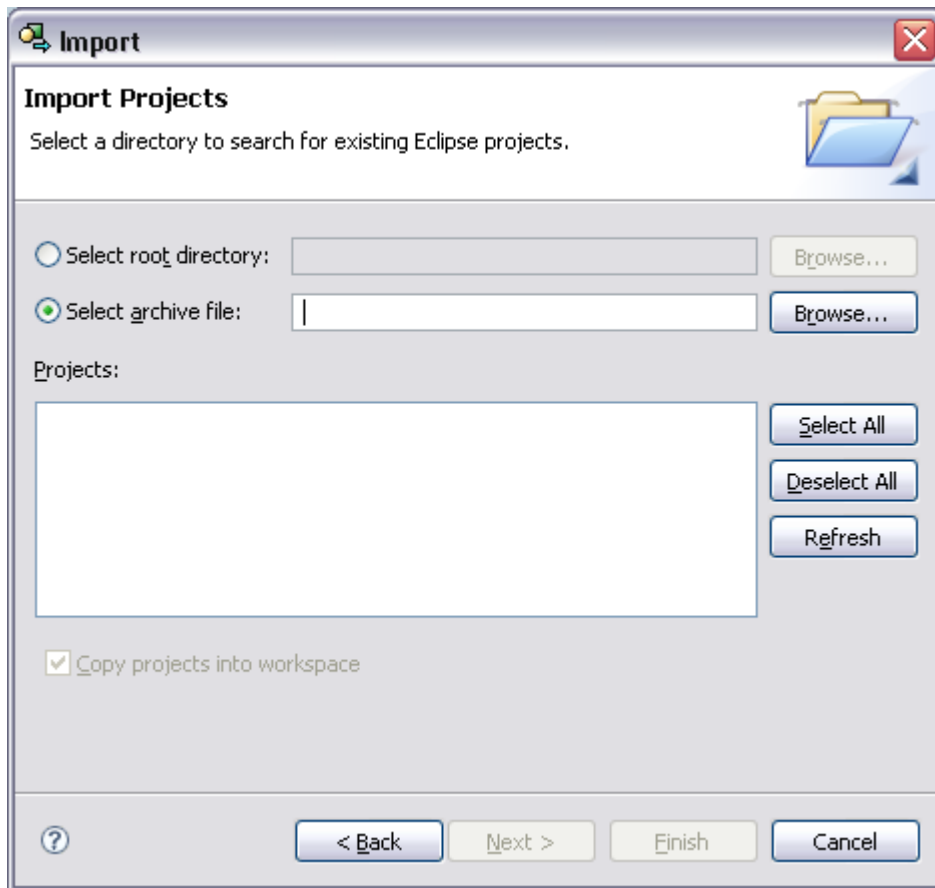 Import
Import Projects
Select a directory to search for existing Eclipse projects.
Select root directory: Browse...
Select archive file: Browse...
Projects:
Select All
Deselect All
Refresh
Copy projects into workspace
? < Back Next > Finish Cancel